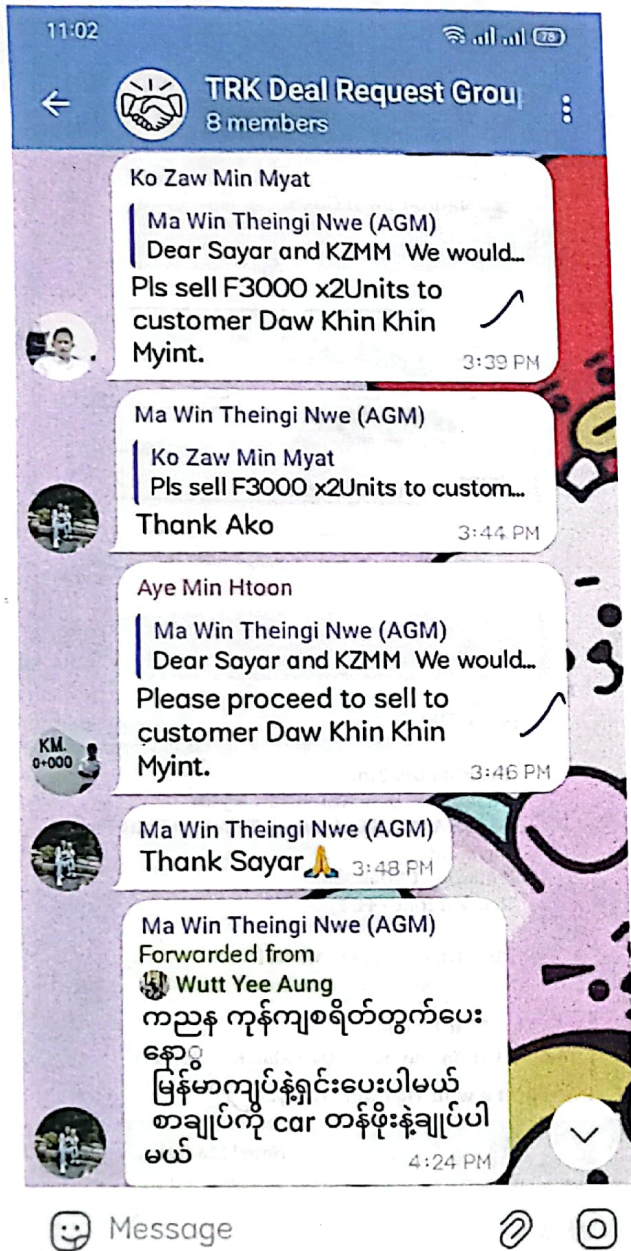 11:02
78
TRK Deal Request Grou
8 members
Ko Zaw Min Myat
Ma Win Theingi Nwe (AGM)
Dear Sayar and KZMM We would...
Pls sell F3000 x2Units to
customer Daw Khin Khin
Myint.
3:39 PM
Ma Win Theingi Nwe (AGM)
Ko Zaw Min Myat
Pls sell F3000 x2Units to custom...
Thank Ako
3:44 PM
Aye Min Htoon
Ma Win Theingi Nwe (AGM)
Dear Sayar and KZMM We would...
Please proceed to sell to
customer Daw Khin Khin
Myint.
KM.
0+000
3:46 PM
Ma Win Theingi Nwe (AGM)
Thank Sayar🙏 3:48 PM
Ma Win Theingi Nwe (AGM)
Forwarded from
Wutt Yee Aung
ကညန ကုန်ကျစရိတ်တွက်ပေး
နော ွ
မြန်မာကျပ်နဲ့ရှင်းပေးပါမယ်
စာချုပ်ကို car တန်ဖိုးနဲ့ချုပ်ပါ
မယ်
4:24 PM
Message